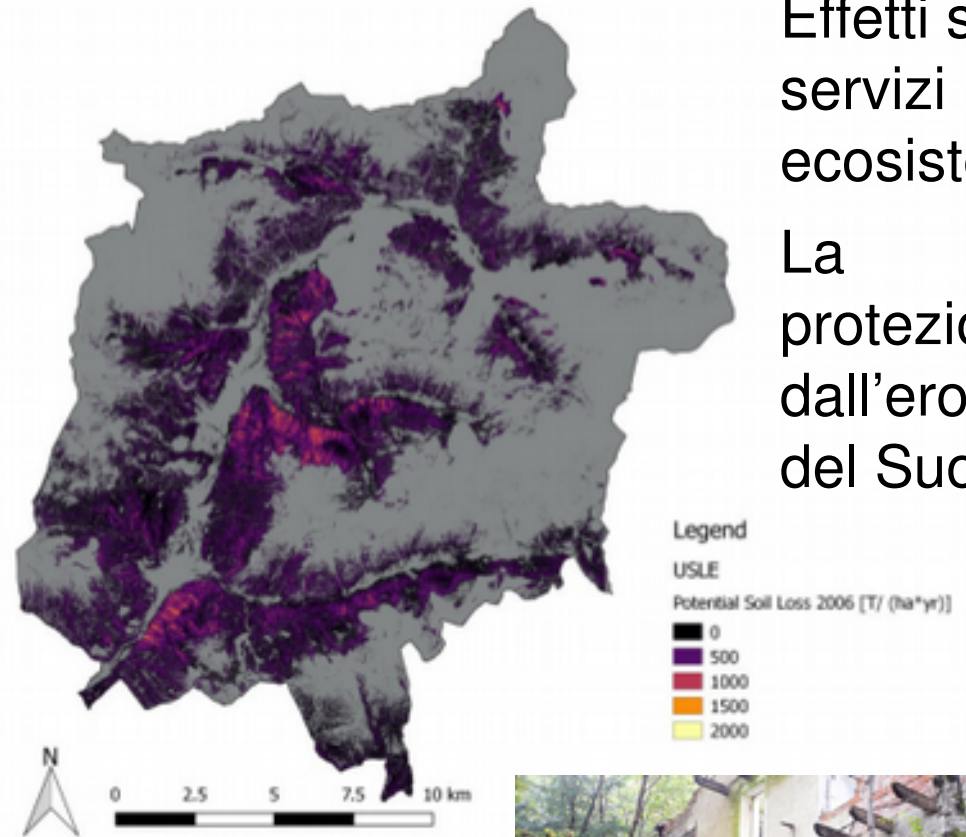 Effetti s
servizi
ecosiste
La
protezio
dall'ero
del Suo
Legend
USLE
Potential Soil Loss 2006 [T/ (ha*yr)]
0
500
1000
1500
2000
N
0 2.5 5 7.5 10 km